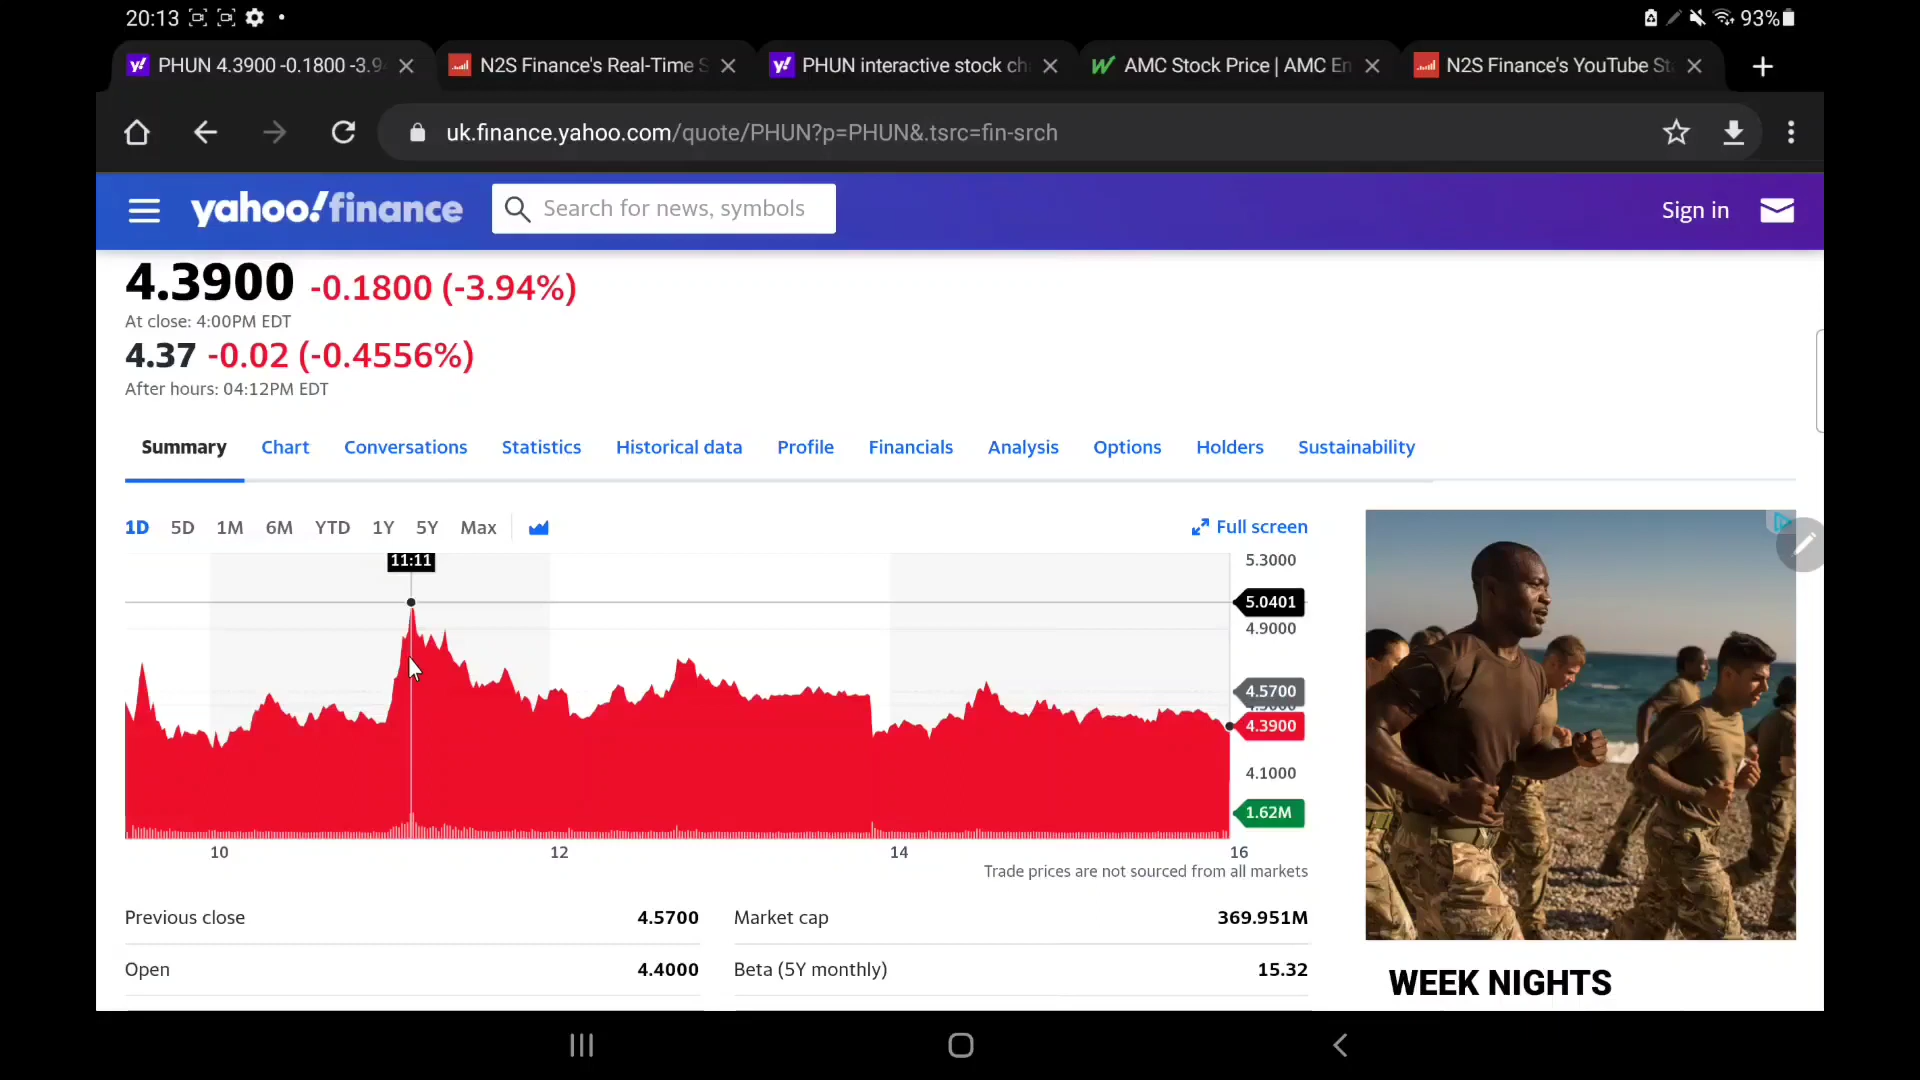 20:13
93%
PHUN 4.3900 -0.1800 -3.9
N2S Finance's Real-Time S
PHUN interactive stock ch
AMC Stock Price | AMC En
N2S Finance's YouTube St
uk.finance.yahoo.com/quote/PHUN?p=PHUN&.tsrc=fin-srch
yahoo!finance
Search for news, symbols
Sign in
4.3900 -0.1800 (-3.94%)
At close: 4:00PM EDT
4.37 -0.02 (-0.4556%)
After hours: 04:12PM EDT
Summary Chart Conversations Statistics Historical data Profile Financials Analysis Options Holders Sustainability
1D 5D 1M 6M YTD 1Y 5Y Max
Full screen
11:11
5.3000
5.0401
4.9000
4.5700
4.3900
4.1000
1.62M
10 12 14 16
Trade prices are not sourced from all markets
Previous close 4.5700 Market cap 369.951M
Open 4.4000 Beta (5Y monthly) 15.32
WEEK NIGHTS